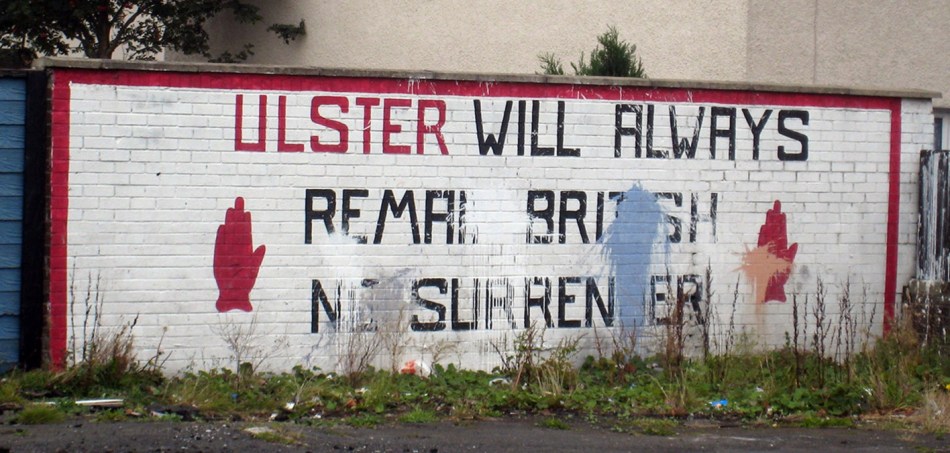 ULSTER WILL ALWAYS
REMAIN BRITISH
NO SURRENDER